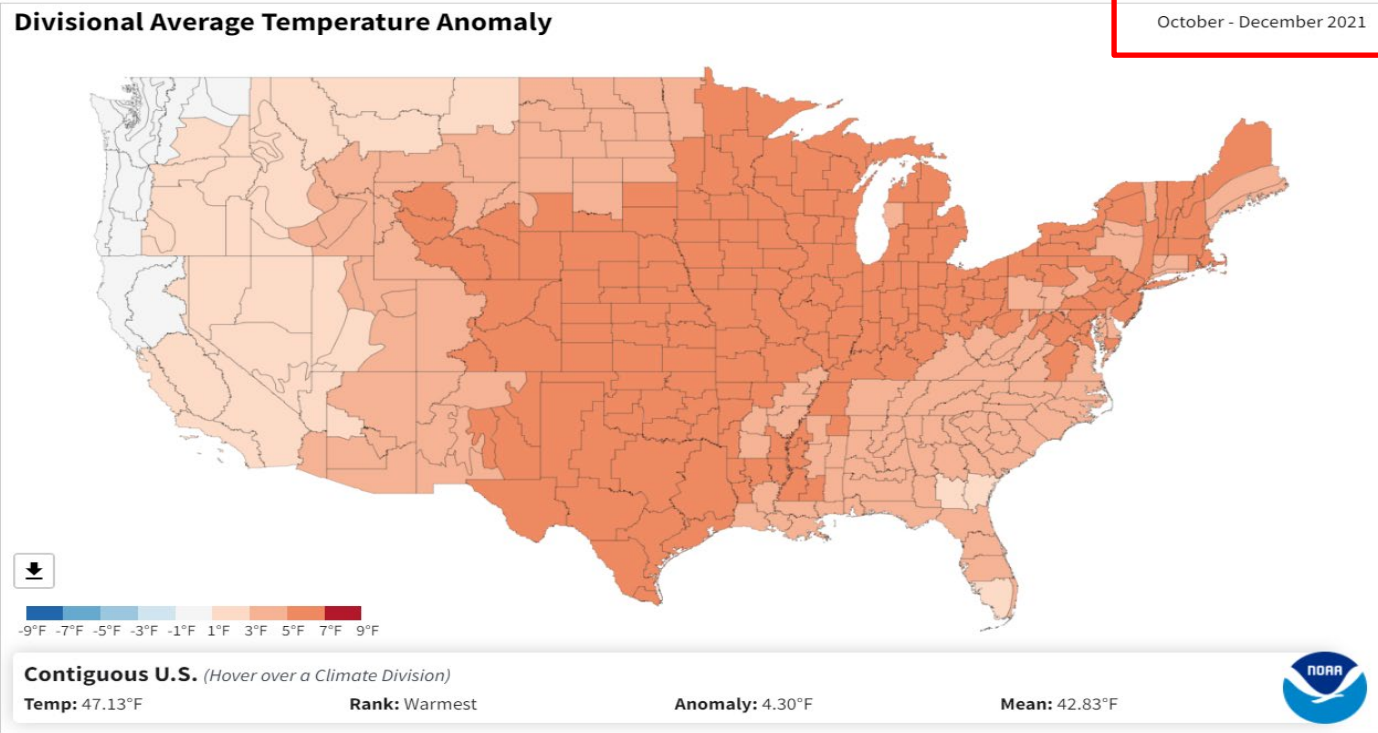 Divisional Average Temperature Anomaly
October - December 2021
-9°F -7°F -5°F -3°F -1°F 1°F 3°F 5°F 7°F 9°F
Contiguous U.S. (Hover over a Climate Division)
Temp: 47.13°F Rank: Warmest Anomaly: 4.30°F Mean: 42.83°F
NOAA